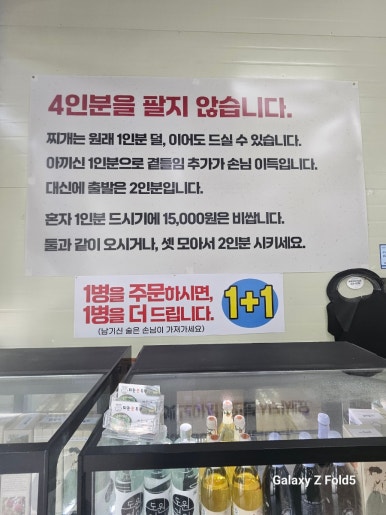 4인분을 팔지 않습니다.
찌개는 원래 1인분 덜, 이어도 드실 수 있습니다.
아끼신 1인분으로 곁들임 추가가 손님 이득입니다.
대신에 출발은 2인분입니다.
혼자 1인분 드시기에 15,000원은 비쌉니다.
둘과 같이 오시거나, 셋 모아서 2인분 시키세요.
1병을 주문하시면,
1병을 더 드립니다.
(남기신 술은 손님이 가져가세요)
1+1
Galaxy Z Fold5